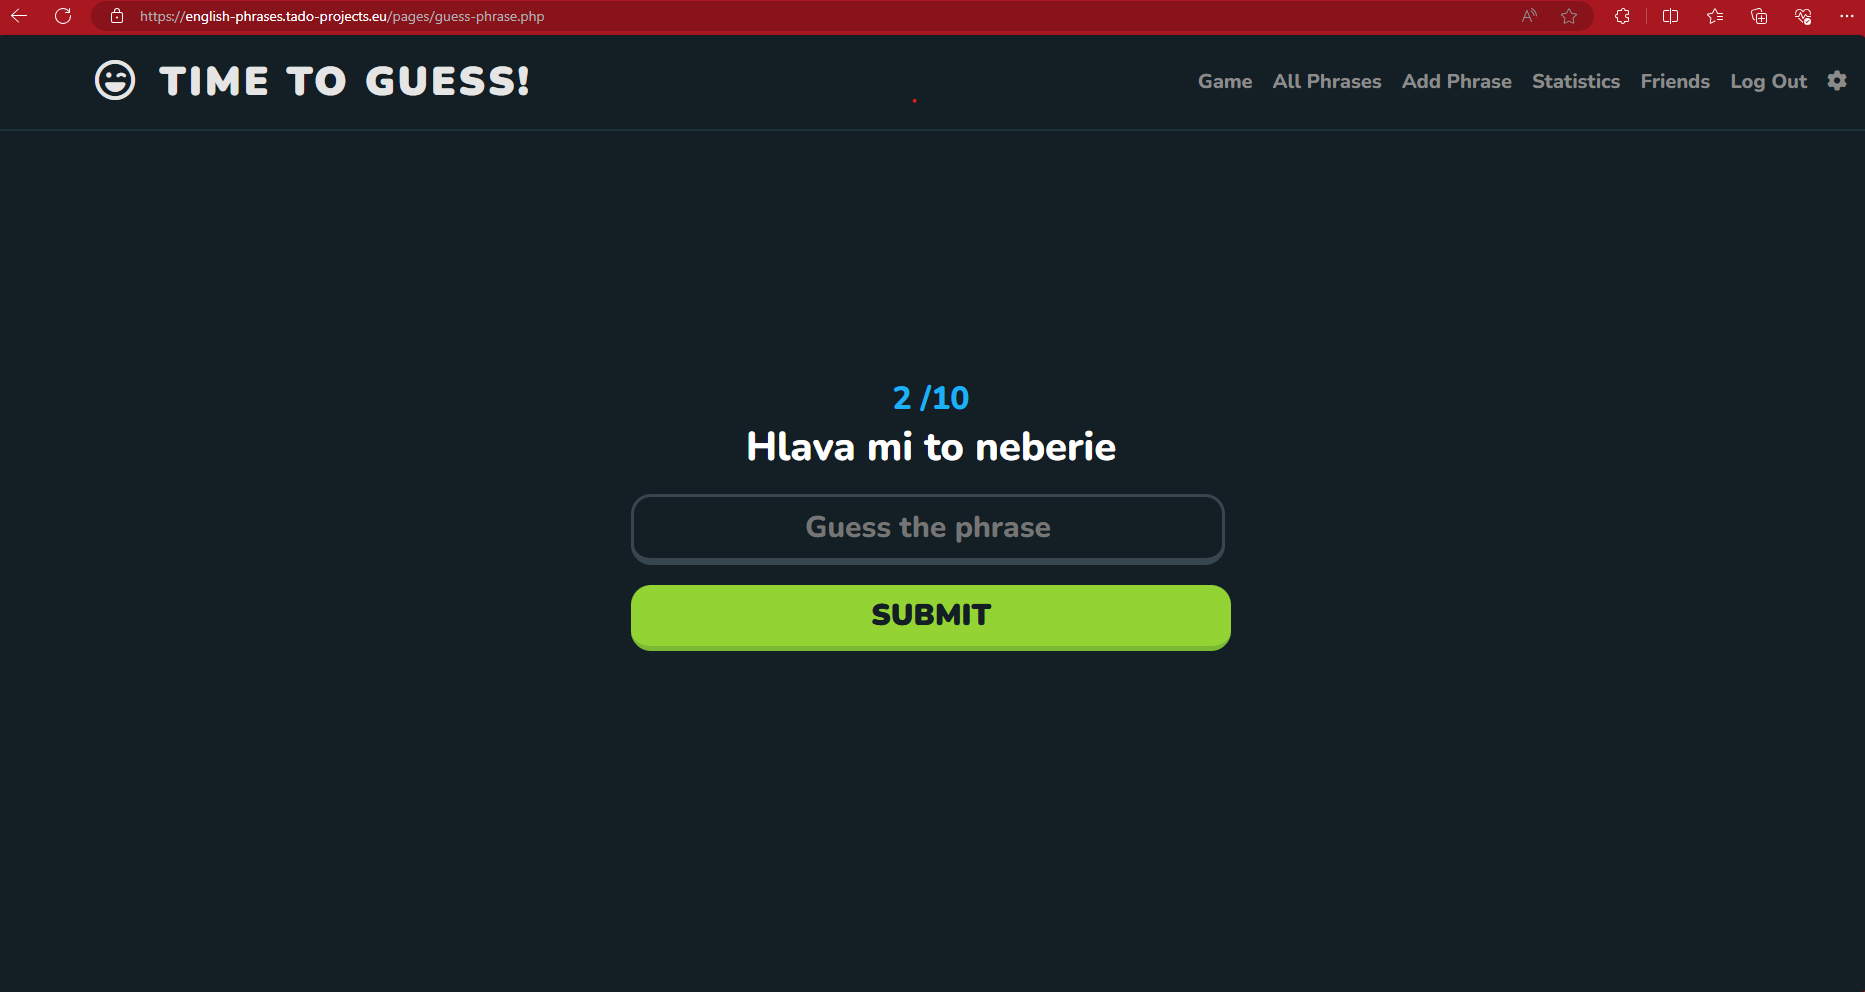 https://english-phrases.tado-projects.eu/pages/guess-phrase.php
TIME TO GUESS!
Game All Phrases Add Phrase Statistics Friends Log Out
2 /10
Hlava mi to neberie
Guess the phrase
SUBMIT